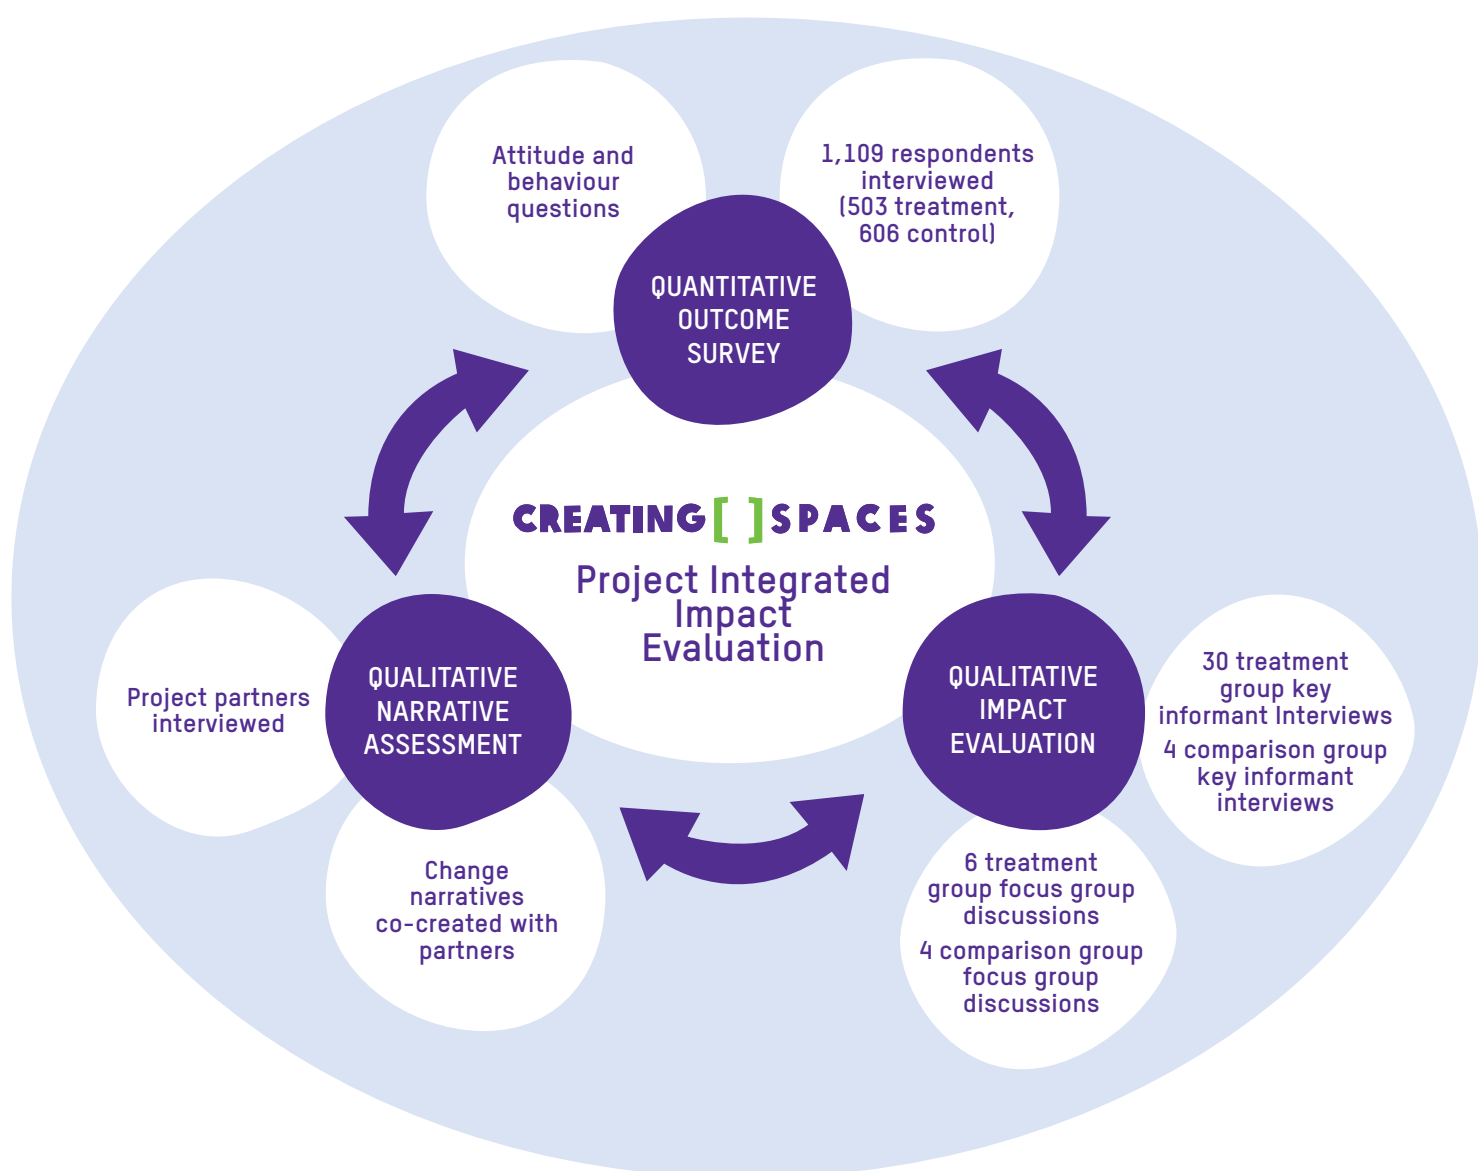 Attitude and
behaviour
questions
1,109 respondents
interviewed
(503 treatment,
606 control)
QUANTITATIVE
OUTCOME
SURVEY
CREATING[ ]SPACES
Project Integrated
Impact
Evaluation
Project partners
interviewed
QUALITATIVE
NARRATIVE
ASSESSMENT
Change
narratives
co-created with
partners
QUALITATIVE
IMPACT
EVALUATION
30 treatment
group key
informant Interviews
4 comparison group
key informant
interviews
6 treatment
group focus group
discussions
4 comparison group
focus group
discussions